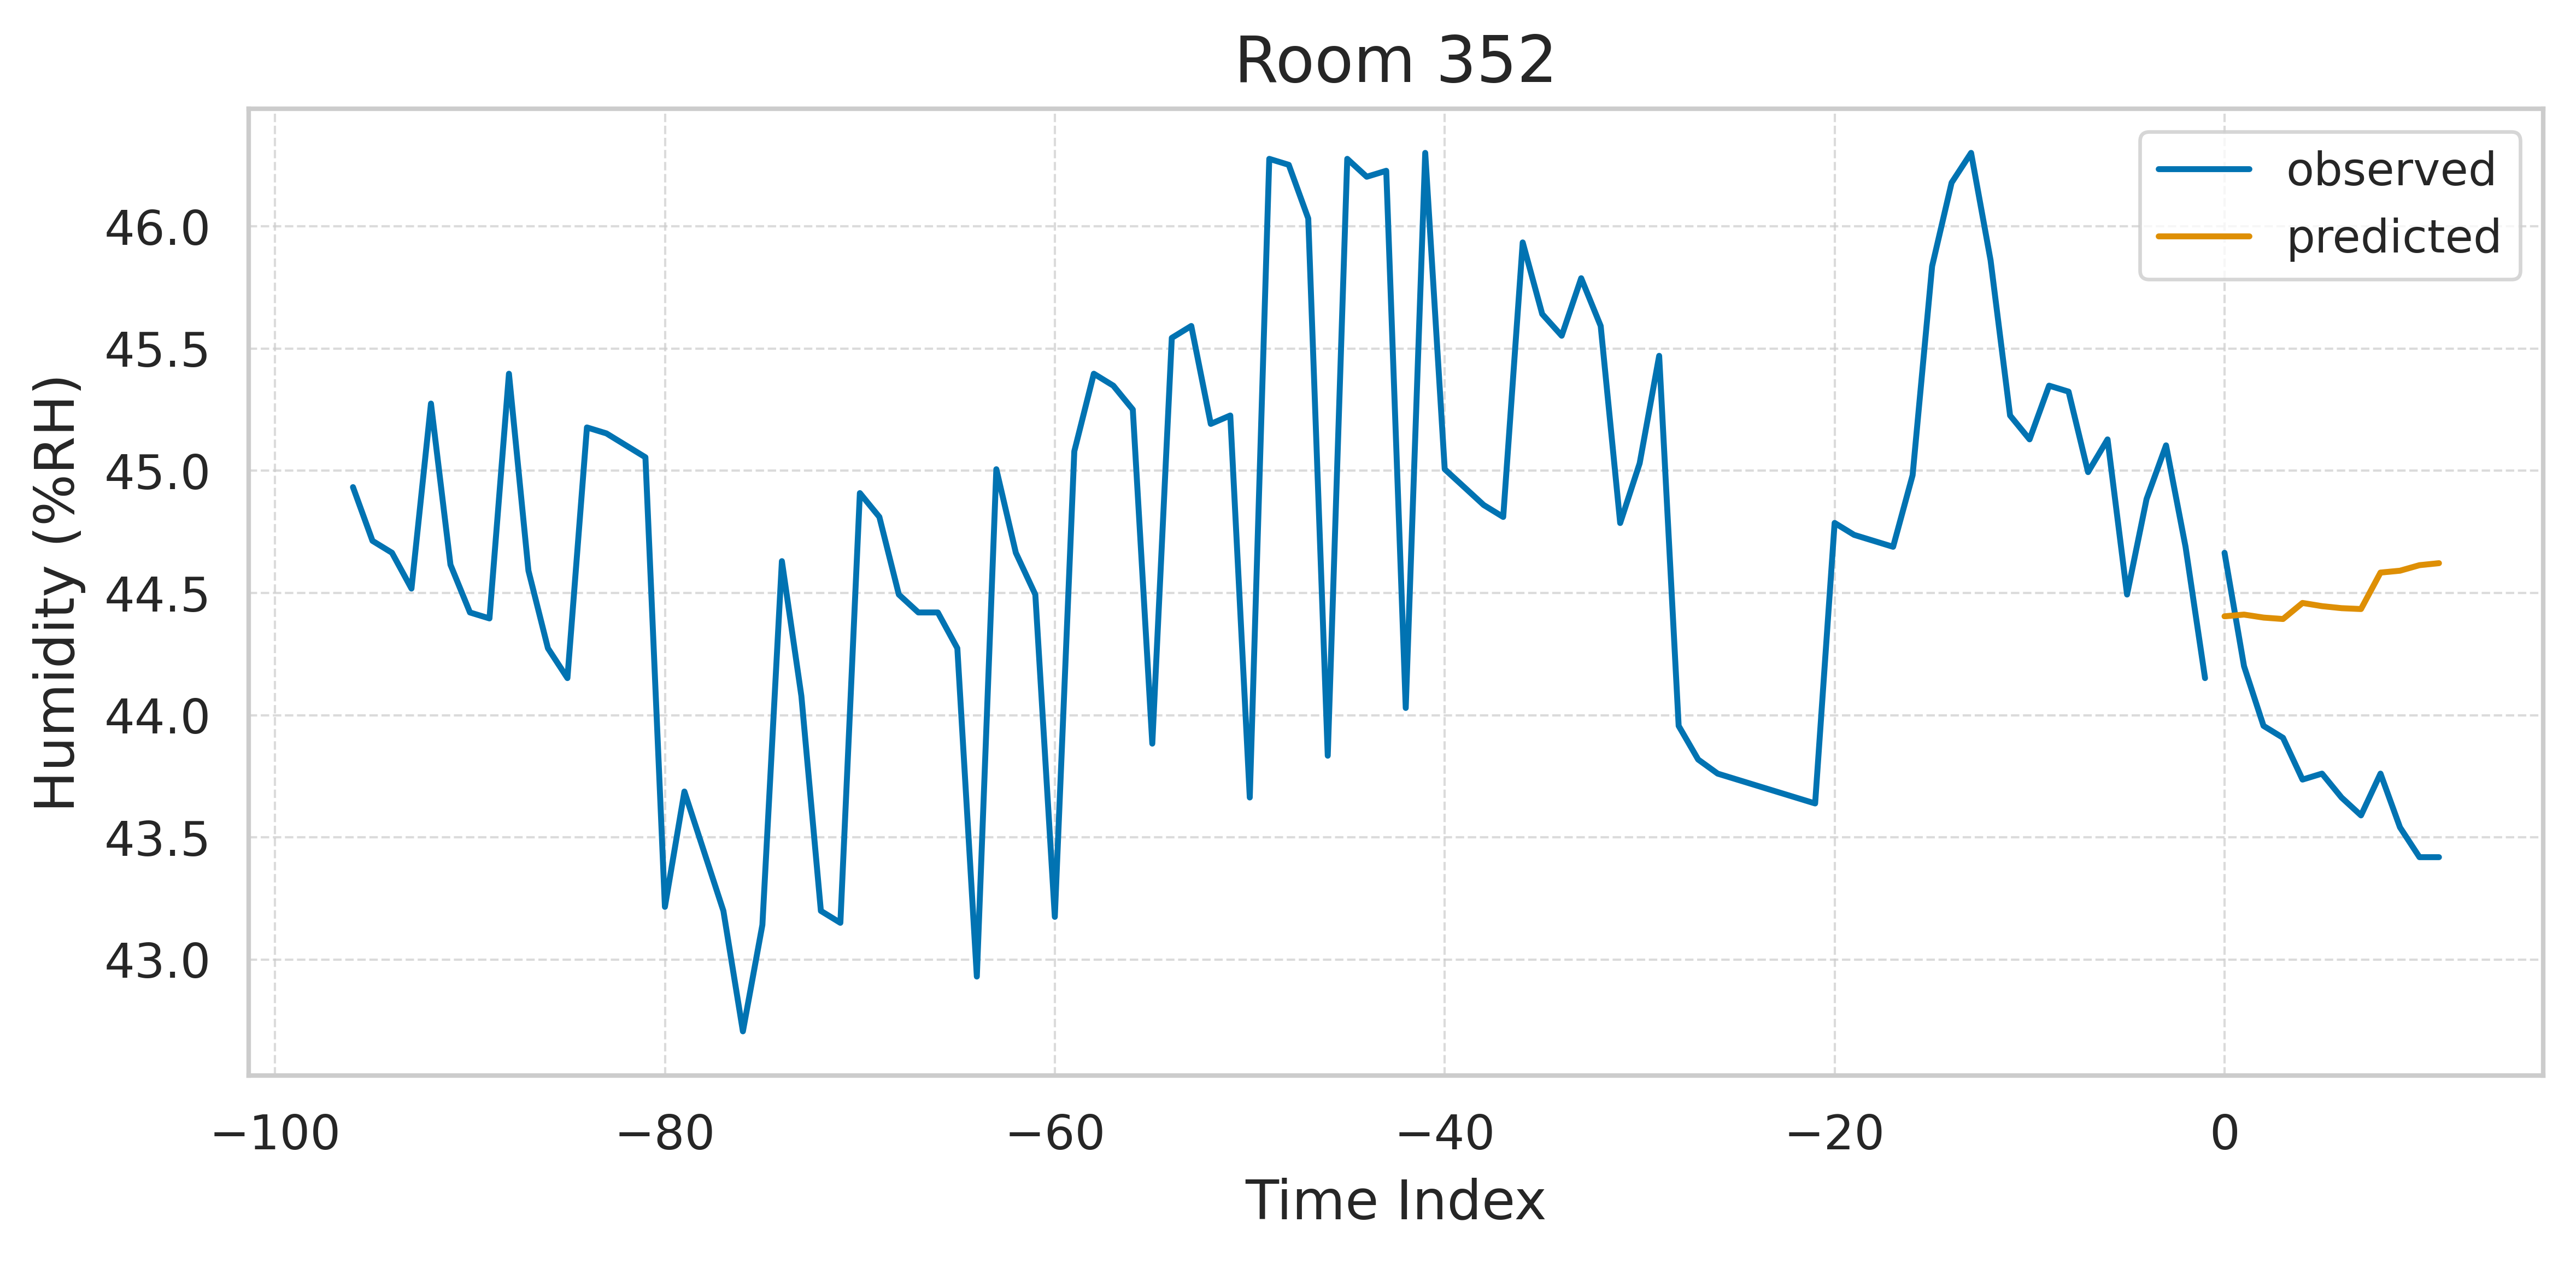 Room 352
observed
predicted
Humidity (%RH)
46.0
45.5
45.0
44.5
44.0
43.5
43.0
−100
−80
−60
−40
−20
0
Time Index